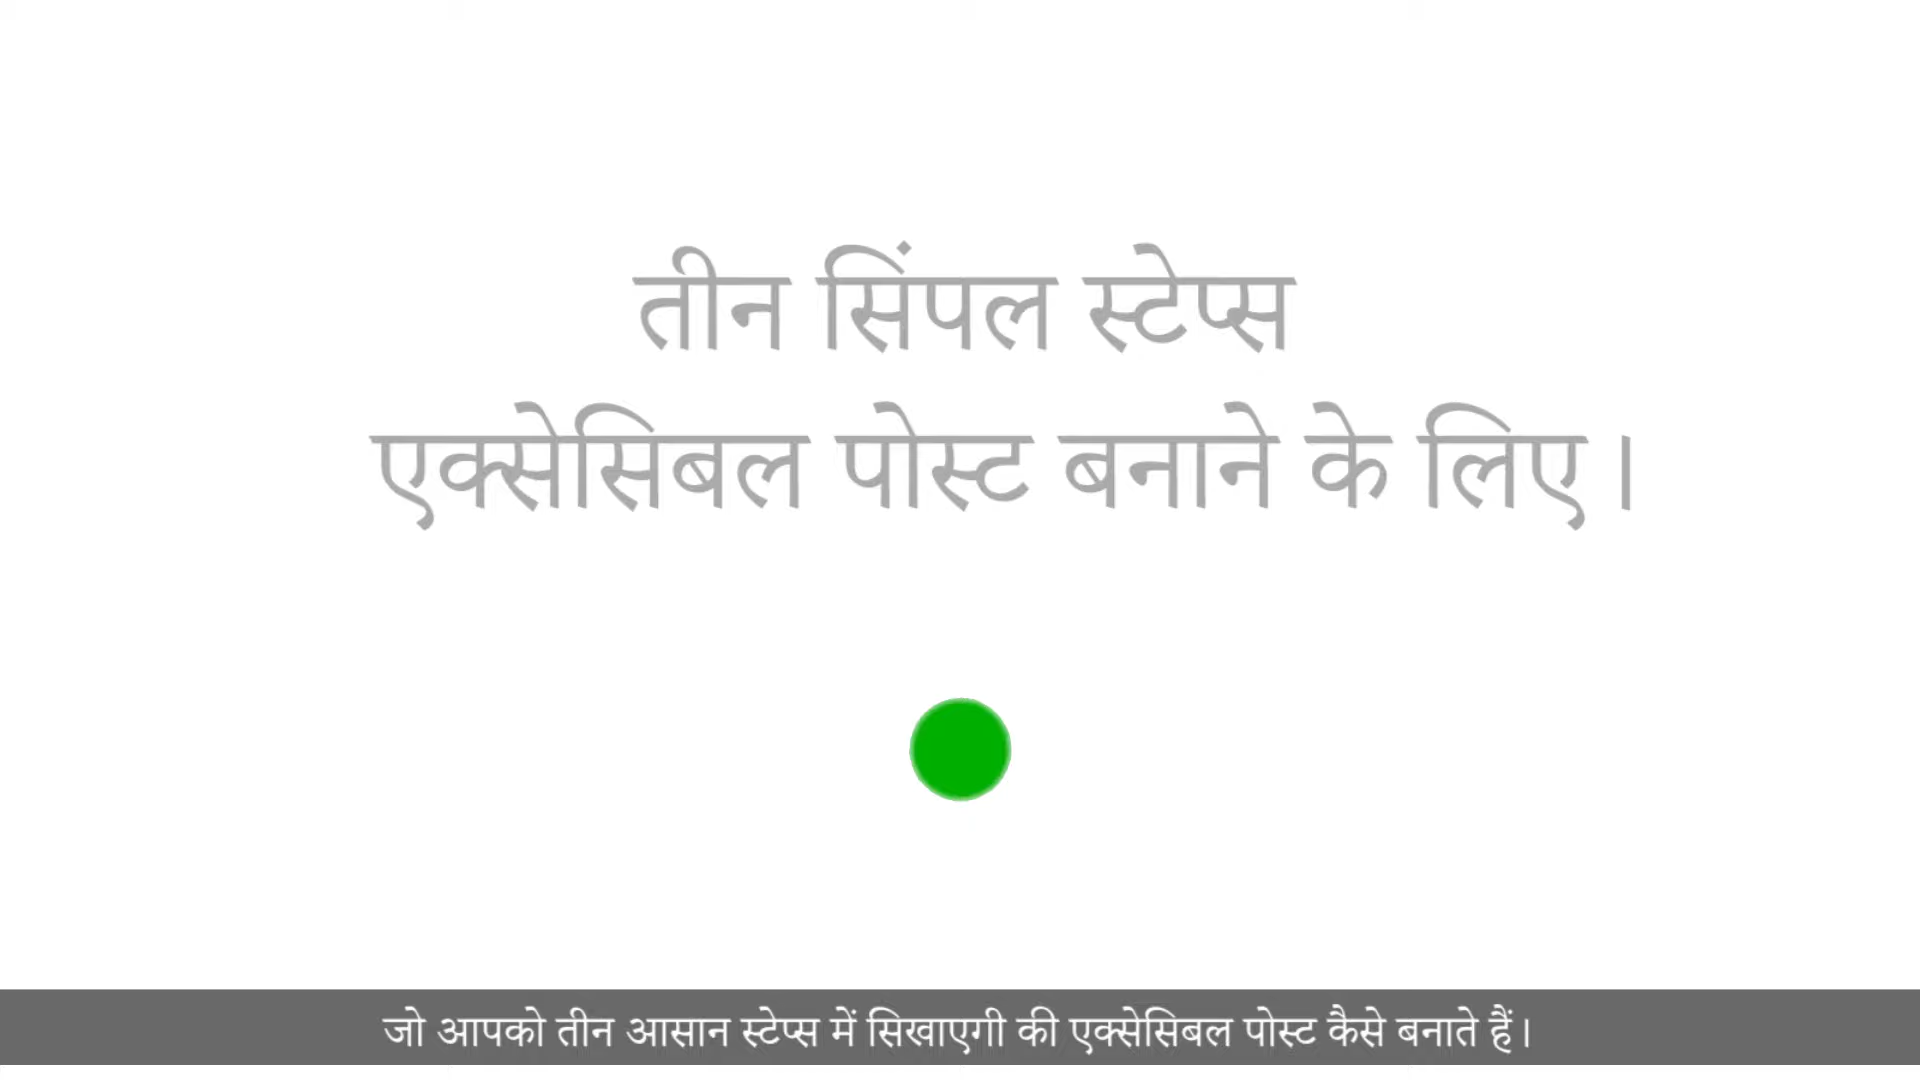 तीन सिंपल स्टेप्स
एक्सेसिबल पोस्ट बनाने के लिए।
जो आपको तीन आसान स्टेप्स में सिखाएगी की एक्सेसिबल पोस्ट कैसे बनाते हैं।